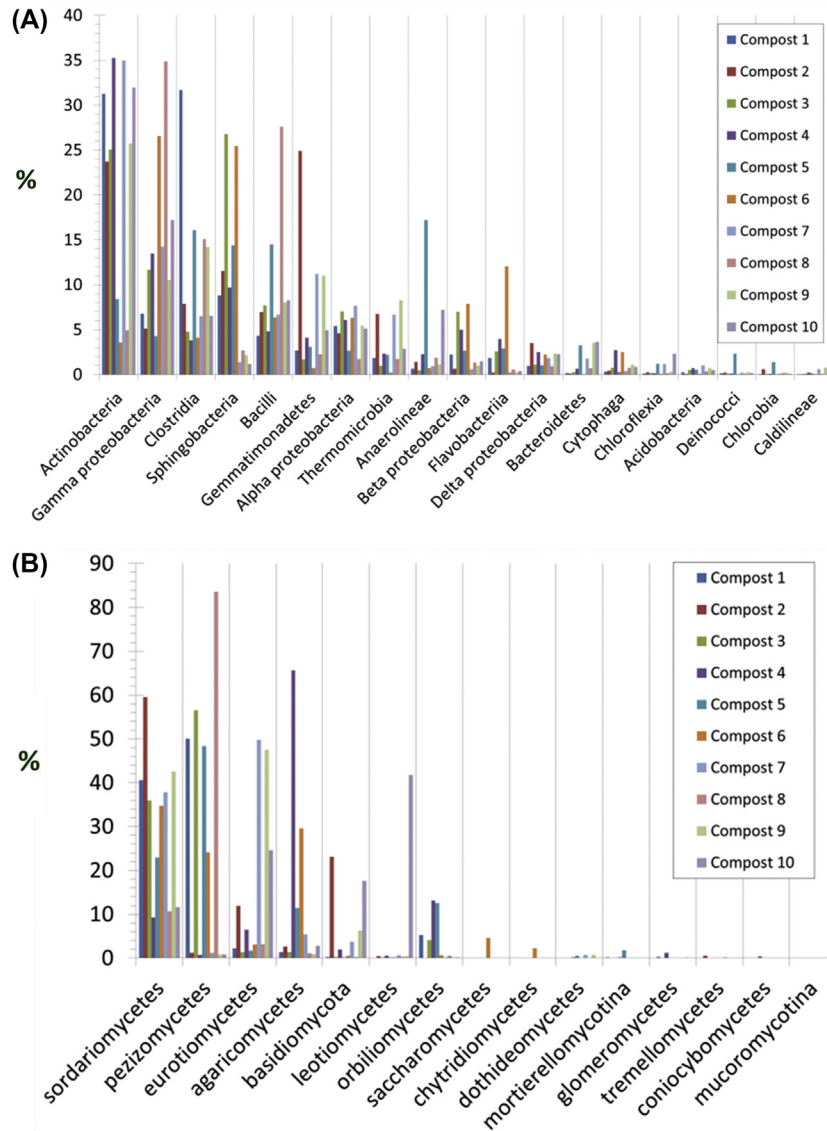 (A)
40
35
30
25
20
15
10
5
0
%
Compost 1
Compost 2
Compost 3
Compost 4
Compost 5
Compost 6
Compost 7
Compost 8
Compost 9
Compost 10
Actinobacteria
Gamma proteobacteria
Clostridia
Sphingobacteria
Bacilli
Gemmatimonadetes
Alpha proteobacteria
Thermomicrobia
Anaerolineae
Beta proteobacteria
Flavobacteria
Delta proteobacteria
Bacteroidetes
Cytophaga
Chloroflexia
Acidobacteria
Deinococci
Chlorobia
Caldilineae
(B)
90
80
70
60
50
40
30
20
10
0
%
Compost 1
Compost 2
Compost 3
Compost 4
Compost 5
Compost 6
Compost 7
Compost 8
Compost 9
Compost 10
sordariomycetes
pezizomycetes
eurotiomycetes
agaricomycetes
basidiomycota
leotiomycetes
orbiliomycetes
saccharomycetes
chytridiomycetes
dothideomycetes
mortierellomycotina
glomeromycetes
tremellomycetes
coniocybomycetes
mucoromycotina